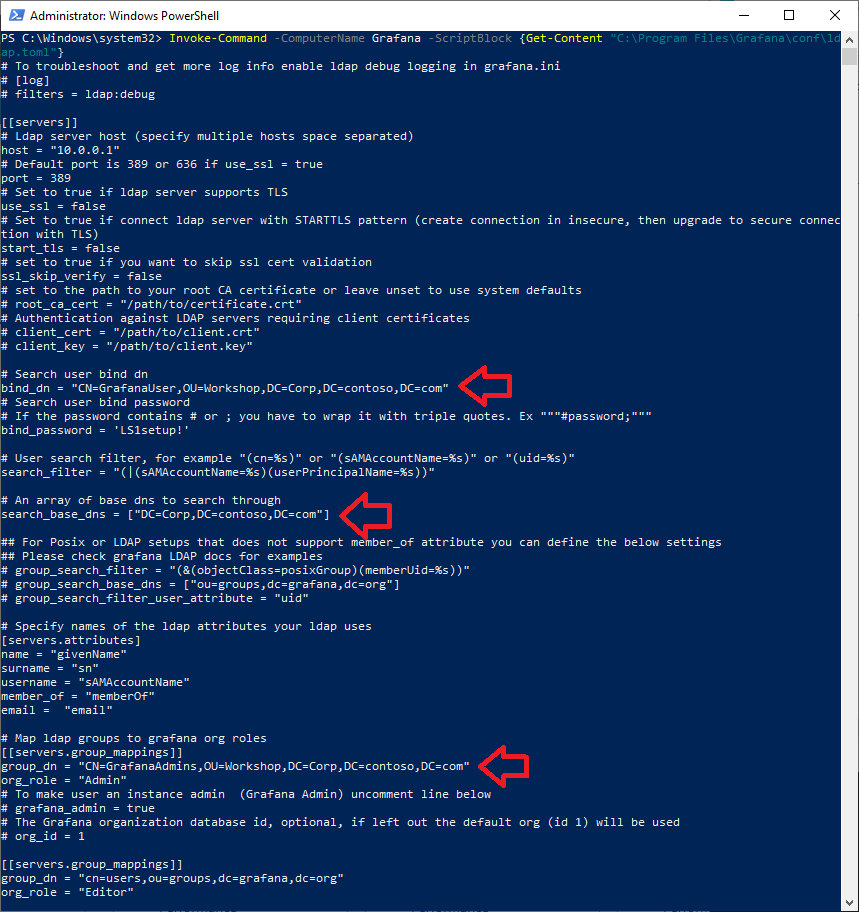 Administrator: Windows PowerShell
PS C:\Windows\system32> Invoke-Command -ComputerName Grafana -ScriptBlock {Get-Content "C:\Program Files\Grafana\conf\ld
ap.toml"}
# To troubleshoot and get more log info enable ldap debug logging in grafana.ini
# [log]
# filters = ldap:debug

[[servers]]
# Ldap server host (specify multiple hosts space separated)
host = "10.0.0.1"
# Default port is 389 or 636 if use_ssl = true
port = 389
# Set to true if ldap server supports TLS
use_ssl = false
# Set to true if connect ldap server with STARTTLS pattern (create connection in insecure, then upgrade to secure connec
tion with TLS)
start_tls = false
# set to true if you want to skip ssl cert validation
ssl_skip_verify = false
# set to the path to your root CA certificate or leave unset to use system defaults
# root_ca_cert = "/path/to/certificate.crt"
# Authentication against LDAP servers requiring client certificates
# client_cert = "/path/to/client.crt"
# client_key = "/path/to/client.key"

# Search user bind dn
bind_dn = "CN=GrafanaUser,OU=Workshop,DC=Corp,DC=contoso,DC=com"
# Search user bind password
# If the password contains # or ; you have to wrap it with triple quotes. Ex """#password;"""
bind_password = 'LS1setup!'

# User search filter, for example "(cn=%s)" or "(sAMAccountName=%s)" or "(uid=%s)"
search_filter = "(|(sAMAccountName=%s)(userPrincipalName=%s))"

# An array of base dns to search through
search_base_dns = ["DC=Corp,DC=contoso,DC=com"]

## For Posix or LDAP setups that does not support member_of attribute you can define the below settings
## Please check grafana LDAP docs for examples
# group_search_filter = "(&(objectClass=posixGroup)(memberUid=%s))"
# group_search_base_dns = ["ou=groups,dc=grafana,dc=org"]
# group_search_filter_user_attribute = "uid"

# Specify names of the ldap attributes your ldap uses
[servers.attributes]
name = "givenName"
surname = "sn"
username = "sAMAccountName"
member_of = "memberOf"
email =  "email"

# Map ldap groups to grafana org roles
[[servers.group_mappings]]
group_dn = "CN=GrafanaAdmins,OU=Workshop,DC=Corp,DC=contoso,DC=com"
org_role = "Admin"
# To make user an instance admin  (Grafana Admin) uncomment line below
# grafana_admin = true
# The Grafana organization database id, optional, if left out the default org (id 1) will be used
# org_id = 1

[[servers.group_mappings]]
group_dn = "cn=users,ou=groups,dc=grafana,dc=org"
org_role = "Editor"